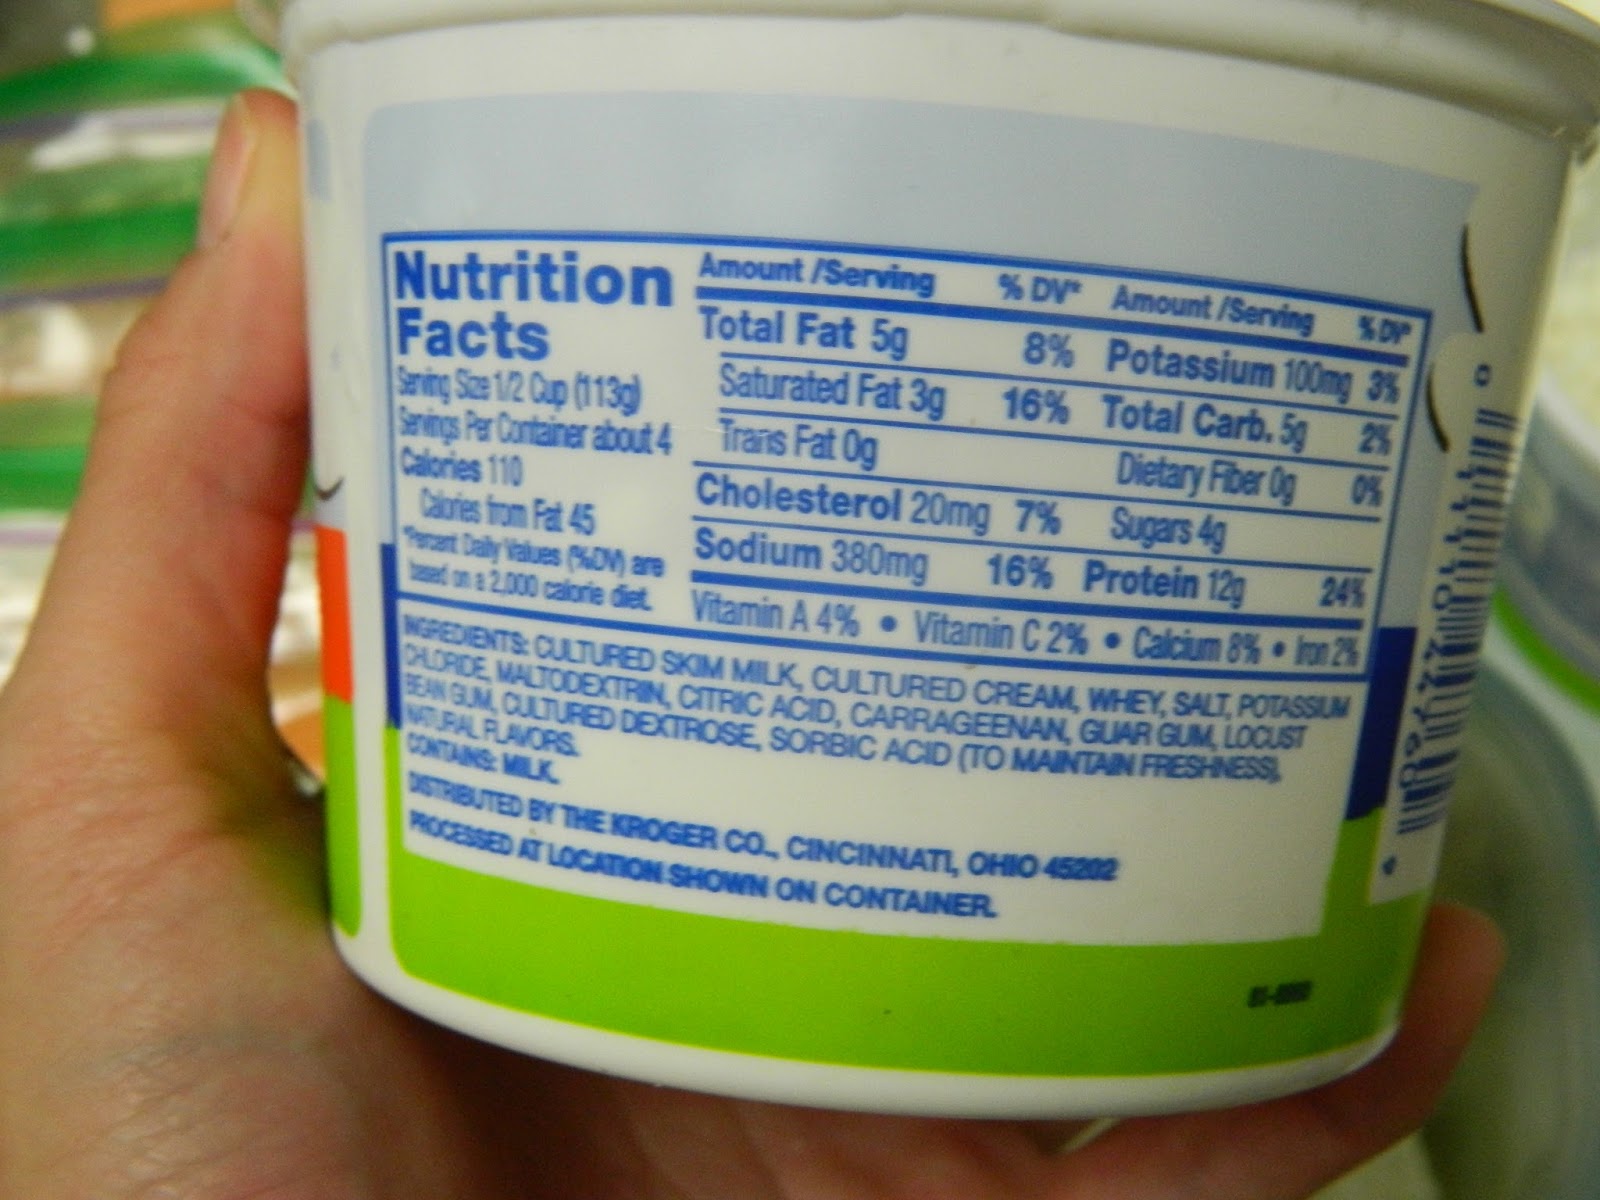 Nutrition
Facts
Serving Size 1/2 Cup (113g)
Servings Per Container about 4
Calories 110
Calories from Fat 45
*Percent Daily Values (%DV) are
based on a 2,000 calorie diet.
Amount /Serving % DV* Amount /Serving % DV*
Total Fat 5g 8% Potassium 100mg 3%
Saturated Fat 3g 16% Total Carb. 5g 2%
Trans Fat 0g Dietary Fiber 0g 0%
Cholesterol 20mg 7% Sugars 4g
Sodium 380mg 16% Protein 12g 24%
Vitamin A 4% • Vitamin C 2% • Calcium 8% • Iron 2%
INGREDIENTS: CULTURED SKIM MILK, CULTURED CREAM, WHEY, SALT, POTASSIUM
CHLORIDE, MALTODEXTRIN, CITRIC ACID, CARRAGEENAN, GUAR GUM, LOCUST
BEAN GUM, CULTURED DEXTROSE, SORBIC ACID (TO MAINTAIN FRESHNESS),
NATURAL FLAVORS.
CONTAINS: MILK.
DISTRIBUTED BY THE KROGER CO., CINCINNATI, OHIO 45202
PROCESSED AT LOCATION SHOWN ON CONTAINER.